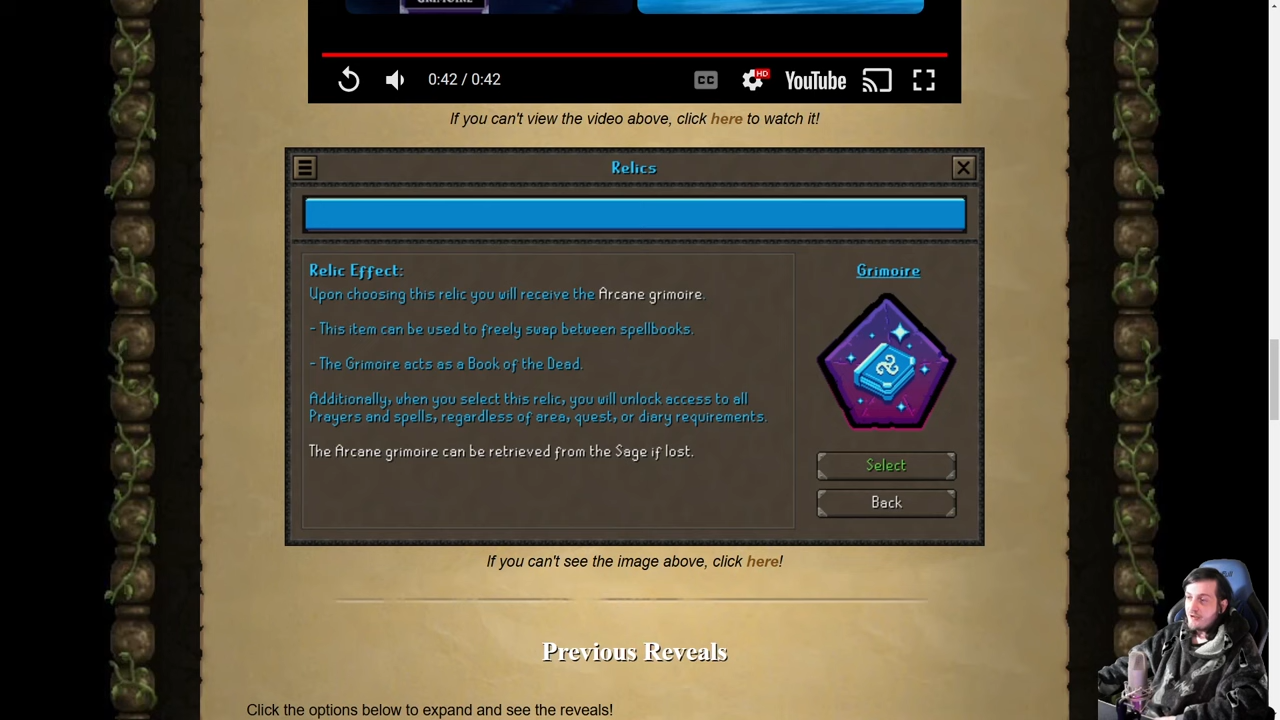 GRIMOIRE
0:42 / 0:42
CC
HD
YouTube
If you can't view the video above, click here to watch it!
Relics
Relic Effect:
Grimoire
Upon choosing this relic you will receive the Arcane grimoire.
- This item can be used to freely swap between spellbooks.
- The Grimoire acts as a Book of the Dead.
Additionally, when you select this relic, you will unlock access to all
Prayers and spells, regardless of area, quest, or diary requirements.
The Arcane grimoire can be retrieved from the Sage if lost.
Select
Back
If you can't see the image above, click here!
Previous Reveals
Click the options below to expand and see the reveals!